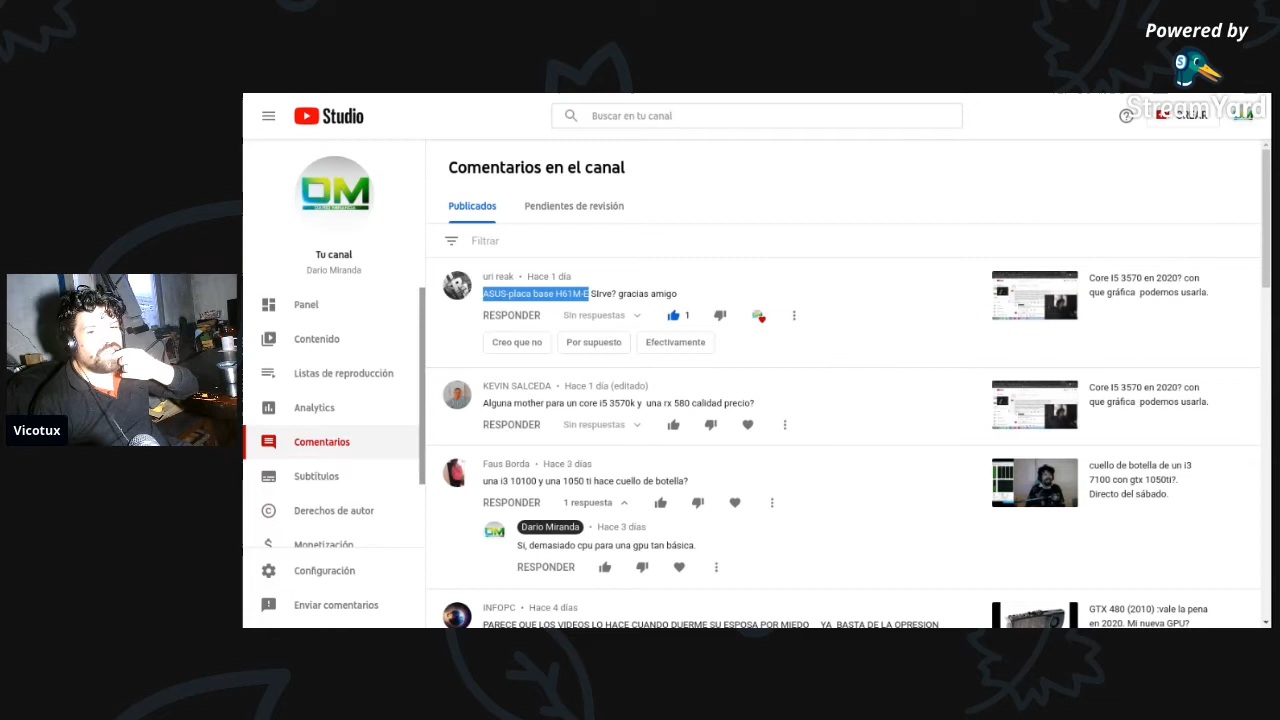 Powered by
StreamYard
Studio
Buscar en tu canal
CREAR
DM
DARIO MIRANDA
Tu canal
Dario Miranda
Panel
Contenido
Listas de reproducción
Analytics
Comentarios
Subtítulos
Derechos de autor
Monetización
Configuración
Enviar comentarios
Comentarios en el canal
Publicados
Pendientes de revisión
Filtrar
uri reak • Hace 1 día
ASUS-placa base H61M-E SIrve? gracias amigo
RESPONDER Sin respuestas 1
Creo que no Por supuesto Efectivamente
Core I5 3570 en 2020? con
que gráfica podemos usarla.
KEVIN SALCEDA • Hace 1 día (editado)
Alguna mother para un core i5 3570k y una rx 580 calidad precio?
RESPONDER Sin respuestas
Core I5 3570 en 2020? con
que gráfica podemos usarla.
Faus Borda • Hace 3 días
una i3 10100 y una 1050 ti hace cuello de botella?
RESPONDER 1 respuesta
cuello de botella de un i3
7100 con gtx 1050ti?.
Directo del sábado.
Dario Miranda • Hace 3 días
Si, demasiado cpu para una gpu tan básica.
RESPONDER
INFOPC • Hace 4 días
PARECE QUE LOS VIDEOS LO HACE CUANDO DUERME SU ESPOSA POR MIEDO YA BASTA DE LA OPRESION
GTX 480 (2010) :vale la pena
en 2020. Mi nueva GPU?
Vicotux